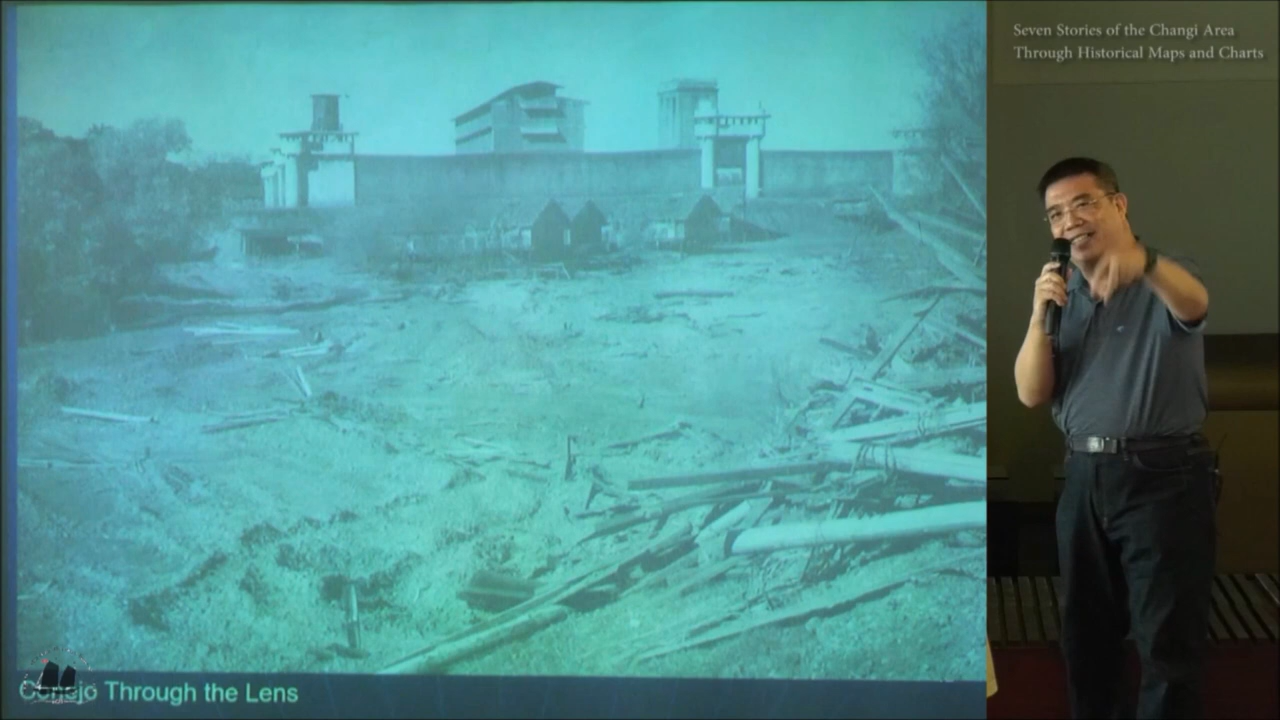 Seven Stories of the Changi Area
Through Historical Maps and Charts
Through the Lens